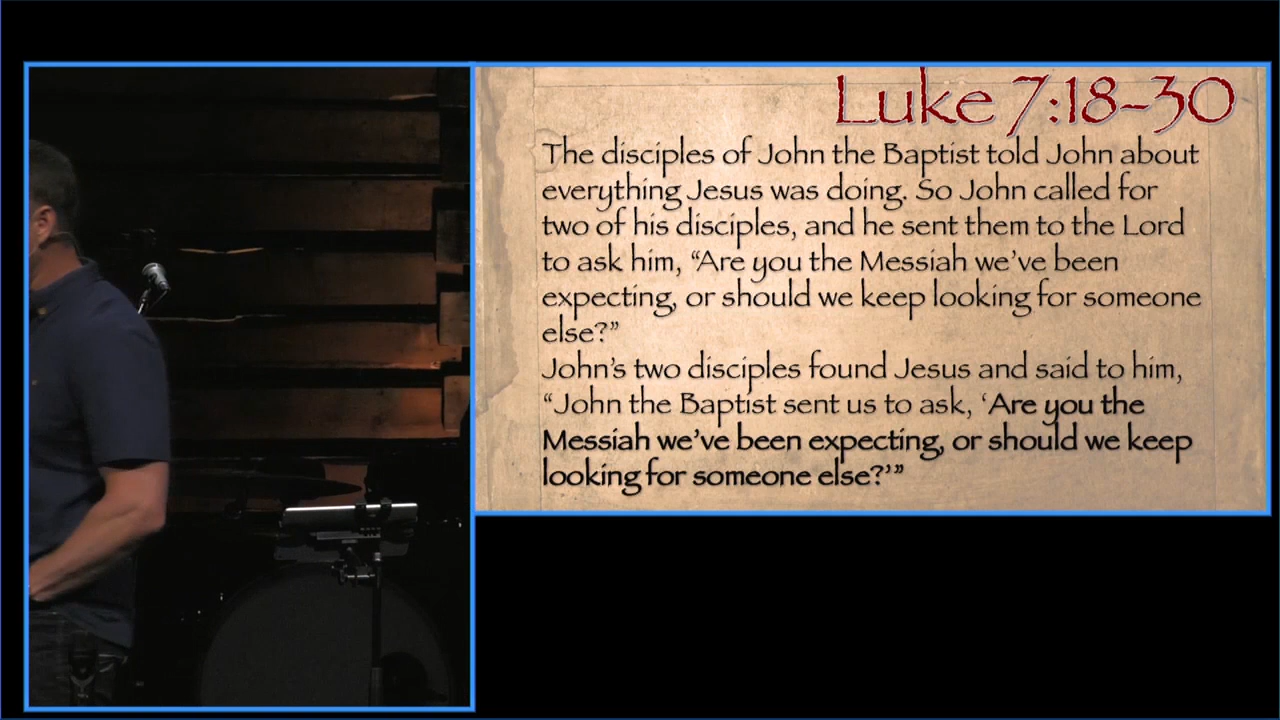 Luke 7:18-30
The disciples of John the Baptist told John about
everything Jesus was doing. So John called for
two of his disciples, and he sent them to the Lord
to ask him, “Are you the Messiah we’ve been
expecting, or should we keep looking for someone
else?”
John’s two disciples found Jesus and said to him,
“John the Baptist sent us to ask, ‘Are you the
Messiah we’ve been expecting, or should we keep
looking for someone else?’”